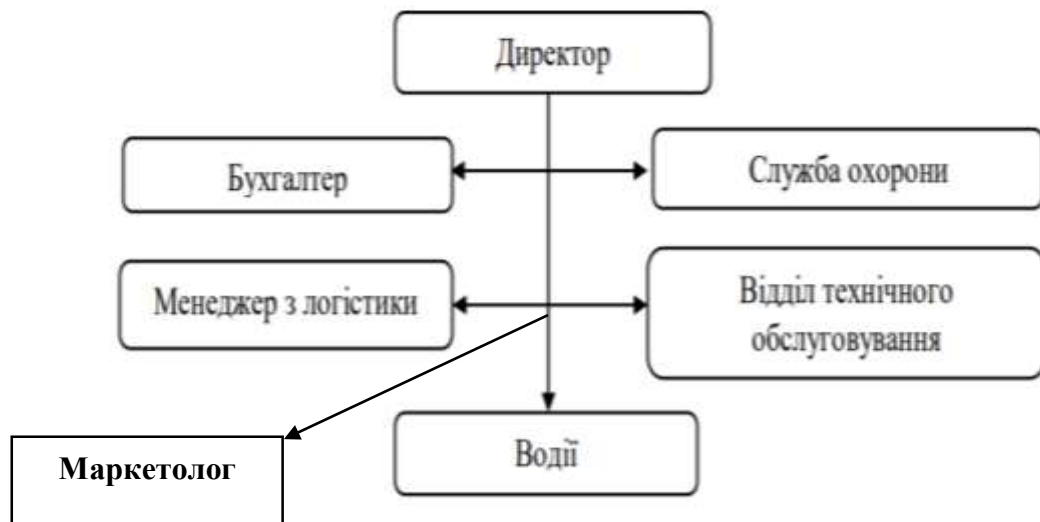 Директор
Бухгалтер
Служба охорони
Менеджер з логістики
Відділ технічного
обслуговування
Водії
Маркетолог